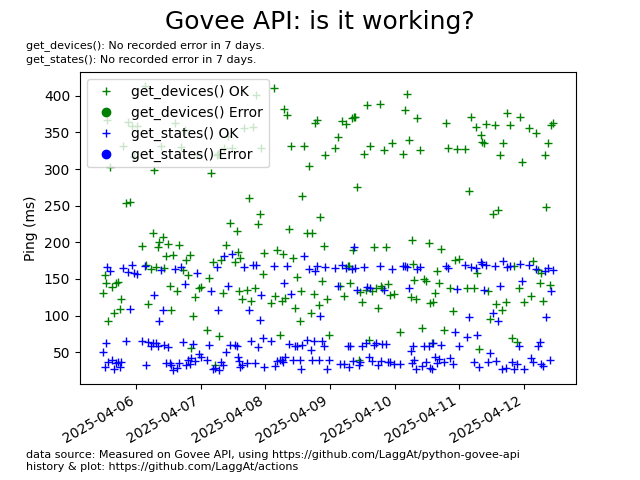 Govee API: is it working?
get_devices(): No recorded error in 7 days.
get_states(): No recorded error in 7 days.
get_devices() OK
get_devices() Error
get_states() OK
get_states() Error
Ping (ms)
400
350
300
250
200
150
100
50
2025-04-06
2025-04-07
2025-04-08
2025-04-09
2025-04-10
2025-04-11
2025-04-12
data source: Measured on Govee API, using https://github.com/LaggAt/python-govee-api
history & plot: https://github.com/LaggAt/actions